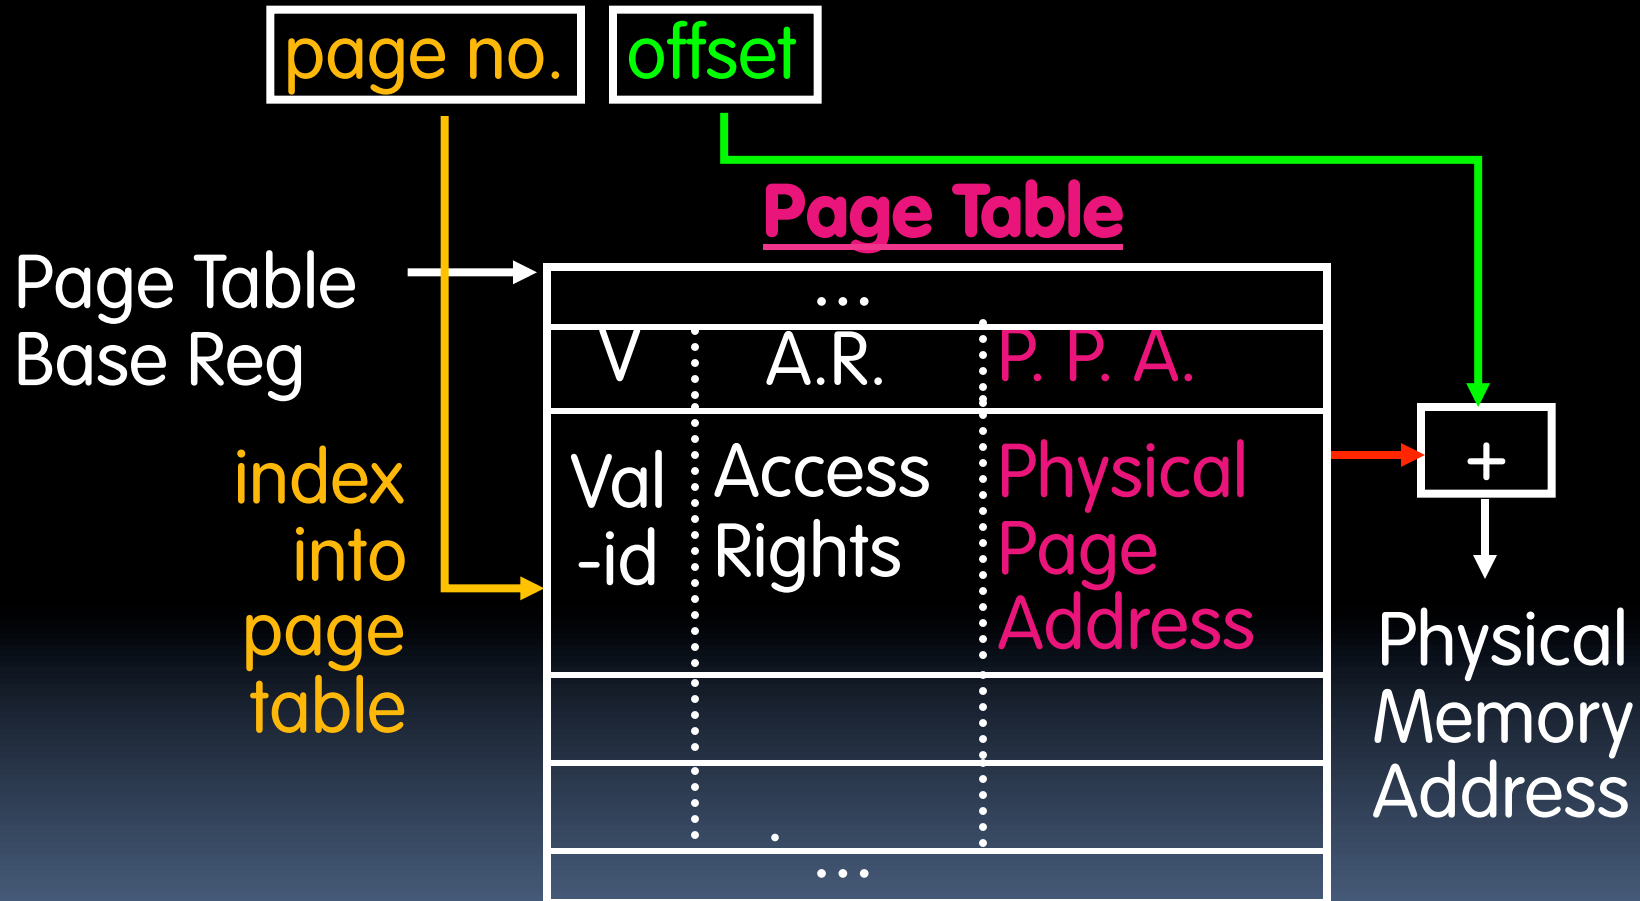 page no. offset
Page Table
Page Table
Base Reg
...
V A.R. P. P. A.
index
into
page
table
Val
-id
Access
Rights
Physical
Page
Address
+
Physical
Memory
Address
.
...